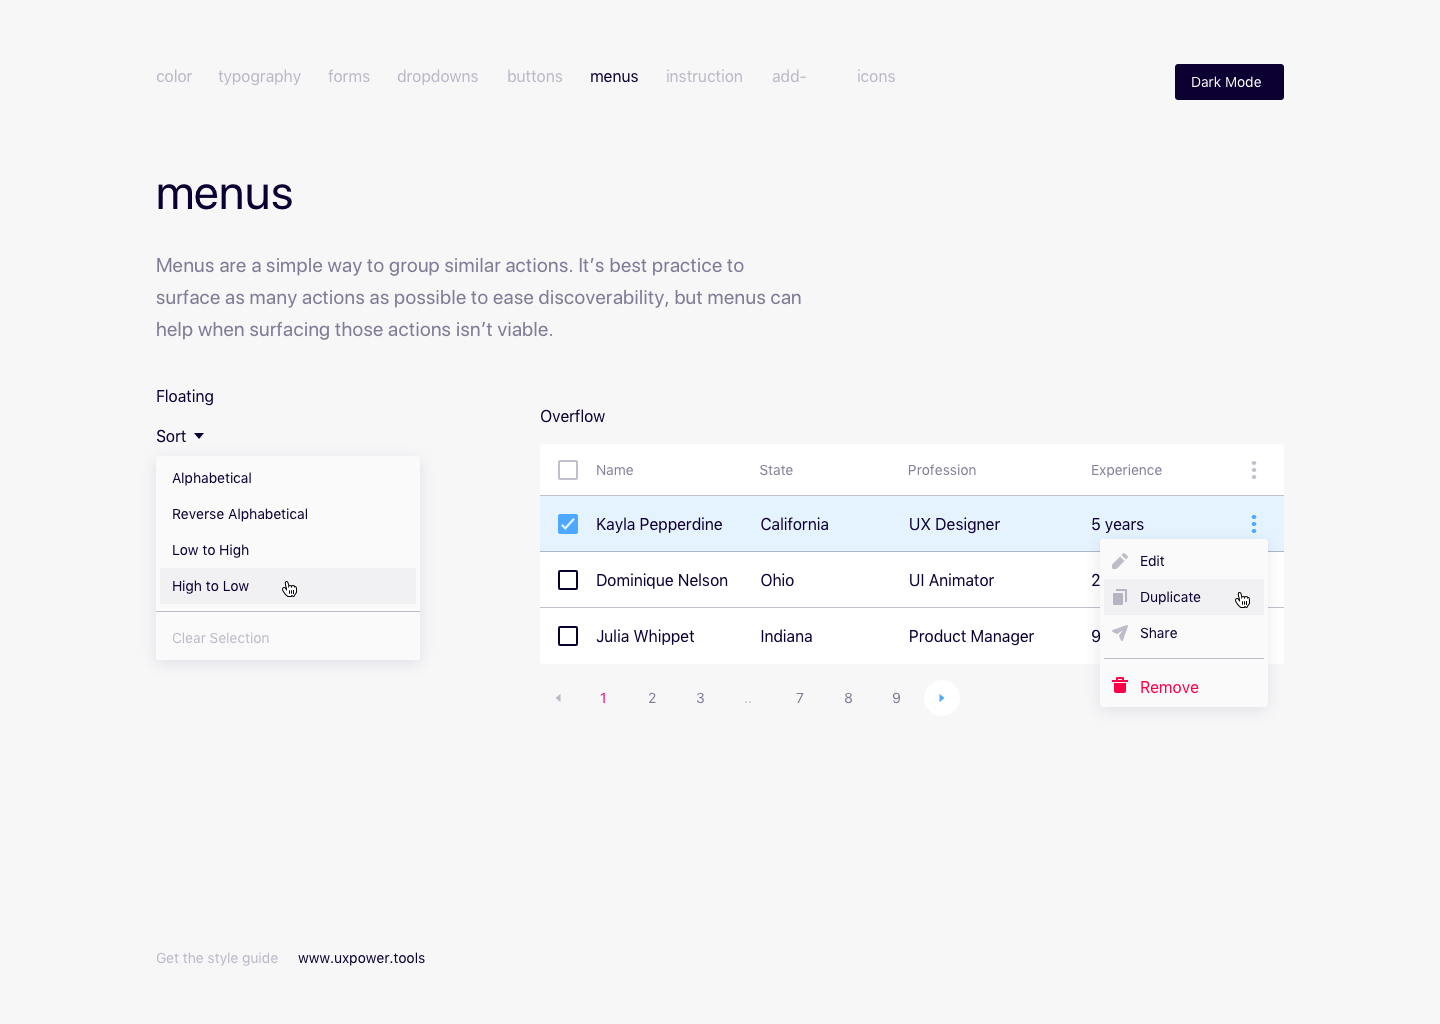 color typography forms dropdowns buttons menus instruction add- icons
Dark Mode
menus
Menus are a simple way to group similar actions. It’s best practice to
surface as many actions as possible to ease discoverability, but menus can
help when surfacing those actions isn’t viable.
Floating
Sort
Alphabetical
Reverse Alphabetical
Low to High
High to Low
Clear Selection
Overflow
Name State Profession Experience
Kayla Pepperdine California UX Designer 5 years
Dominique Nelson Ohio UI Animator 2
Julia Whippet Indiana Product Manager 9
Edit
Duplicate
Share
Remove
1 2 3 .. 7 8 9
Get the style guide www.uxpower.tools